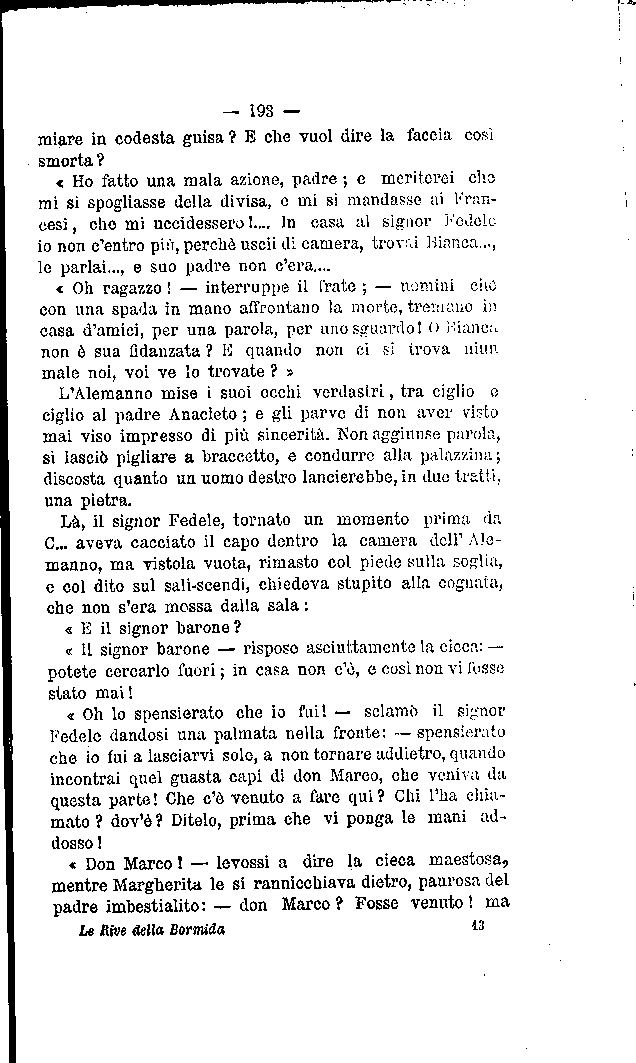 — 193 —
miare in codesta guisa? E che vuol dire la faccia così
smorta?
« Ho fatto una mala azione, padre; e meriterei che
mi si spogliasse della divisa, e mi si mandasse ai Fran-
cesi, che mi uccidessero!.... In casa al signor Fedele
io non c'entro più, perchè uscii di camera, trovai Bianca...,
le parlai..., e suo padre non c'era....
« Oh ragazzo! — interruppe il frate; — uomini che
con una spada in mano affrontano la morte, tremano in
casa d'amici, per una parola, per uno sguardo! O Bianca
non è sua fidanzata? E quando non ci si trova niun
male noi, voi ve lo trovate? »
L'Alemanno mise i suoi occhi verdastri, tra ciglio e
ciglio al padre Anacleto; e gli parve di non aver visto
mai viso impresso di più sincerità. Non aggiunse parola,
si lasciò pigliare a braccetto, e condurre alla palazzina;
discosta quanto un uomo destro lancierebbe, in due tratti,
una pietra.
Là, il signor Fedele, tornato un momento prima da
C... aveva cacciato il capo dentro la camera dell' Ale-
manno, ma vistola vuota, rimasto col piede sulla soglia,
e col dito sul sali-scendi, chiedeva stupito alla cognata,
che non s'era mossa dalla sala:
« E il signor barone?
« Il signor barone — rispose asciuttamente la cieca: —
potete cercarlo fuori; in casa non c'è, e così non vi fosse
stato mai!
« Oh lo spensierato che io fui! — sclamò il signor
Fedele dandosi una palmata nella fronte: — spensierato
che io fui a lasciarvi sole, a non tornare addietro, quando
incontrai quel guasta capi di don Marco, che veniva da
questa parte! Che c'è venuto a fare qui? Chi l'ha chia-
mato? dov'è? Ditelo, prima che vi ponga le mani ad-
dosso!
« Don Marco! — levossi a dire la cieca maestosa,
mentre Margherita le si rannicchiava dietro, paurosa del
padre imbestialito: — don Marco? Fosse venuto! ma
Le Rive della Bormida 13